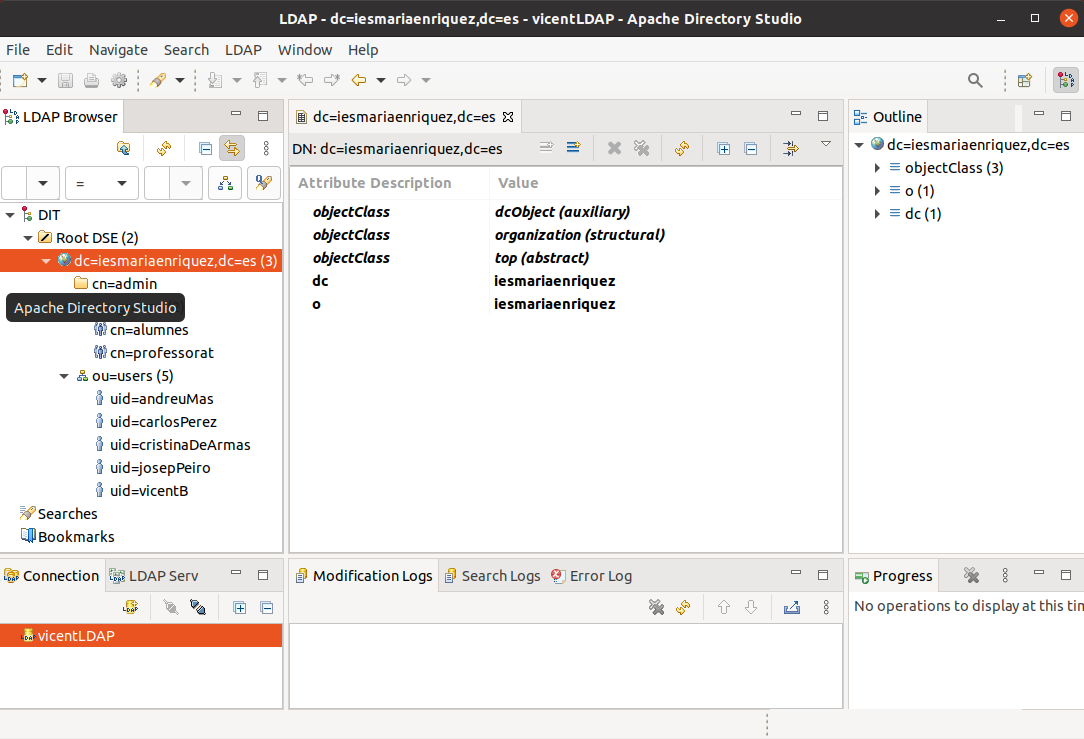 LDAP - dc=iesmariaenriquez,dc=es - vicentLDAP - Apache Directory Studio
File Edit Navigate Search LDAP Window Help
LDAP Browser
dc=iesmariaenriquez,dc=es
Outline
DN: dc=iesmariaenriquez,dc=es
=
Attribute Description Value
objectClass dcObject (auxiliary)
objectClass organization (structural)
objectClass top (abstract)
dc iesmariaenriquez
o iesmariaenriquez
dc=iesmariaenriquez,dc=es
objectClass (3)
o (1)
dc (1)
DIT
Root DSE (2)
dc=iesmariaenriquez,dc=es (3)
cn=admin
Apache Directory Studio
cn=alumnes
cn=professorat
ou=users (5)
uid=andreuMas
uid=carlosPerez
uid=cristinaDeArmas
uid=josepPeiro
uid=vicentB
Searches
Bookmarks
Connection LDAP Serv
LDAP
vicentLDAP
Modification Logs Search Logs Error Log
Progress
No operations to display at this tim